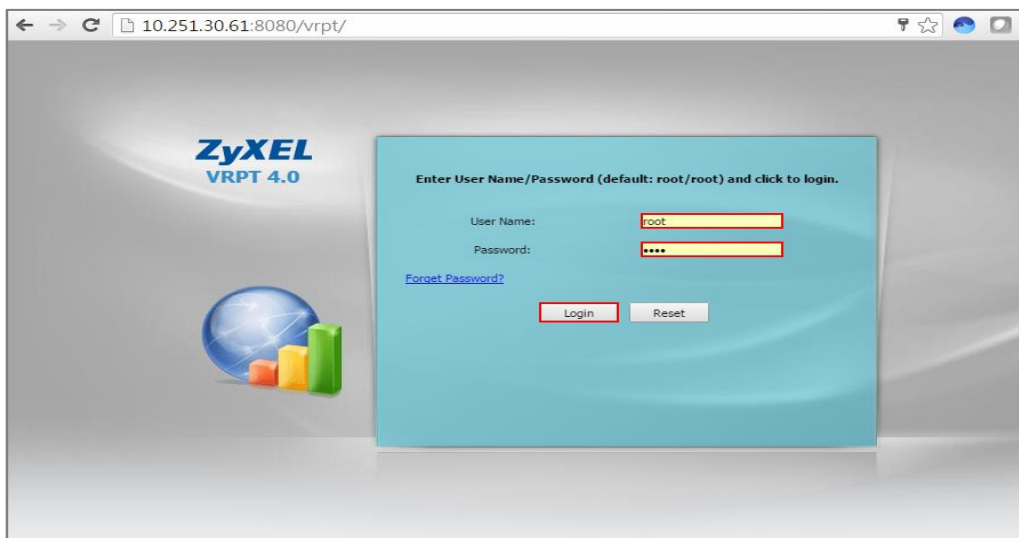 10.251.30.61:8080/vrpt/
ZyXEL
VRPT 4.0
Enter User Name/Password (default: root/root) and click to login.
User Name:
root
Password:
••••
Forget Password?
Login
Reset